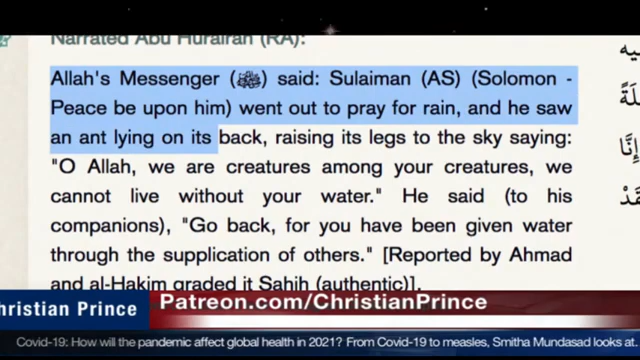 Narrated Abu Hurairah (RA):
Allah's Messenger (ﷺ) said: Sulaiman (AS) (Solomon -
Peace be upon him) went out to pray for rain, and he saw
an ant lying on its back, raising its legs to the sky saying:
"O Allah, we are creatures among your creatures, we
cannot live without your water." He said (to his
companions), "Go back, for you have been given water
through the supplication of others." [Reported by Ahmad
and al-Hakim graded it Sahih (authentic)].
hristian Prince
Patreon.com/ChristianPrince
Covid-19: How will the pandemic affect global health in 2021? From Covid-19 to measles, Smitha Mundasad looks at.